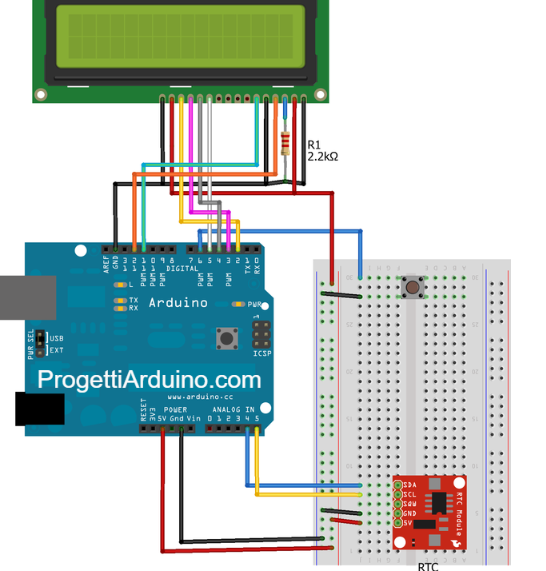 R1
2.2kΩ
AREF
GND
13
12
11
10
9
8
7
6
5
4
3
2
1
0
PWM
PWM
PWM
PWM
PWM
PWM
TX
RX
DIGITAL
L
TX
RX
Arduino
PWR
ICSP
1
PWR SEL
USB
EXT
ProgettiArduino.com
www.arduino.cc
POWER
ANALOG IN
RESET
3V3
5V Gnd Vin
0 1 2 3 4 5
SDA
SCL
SQW
GND
5V
RTC Module
RTC